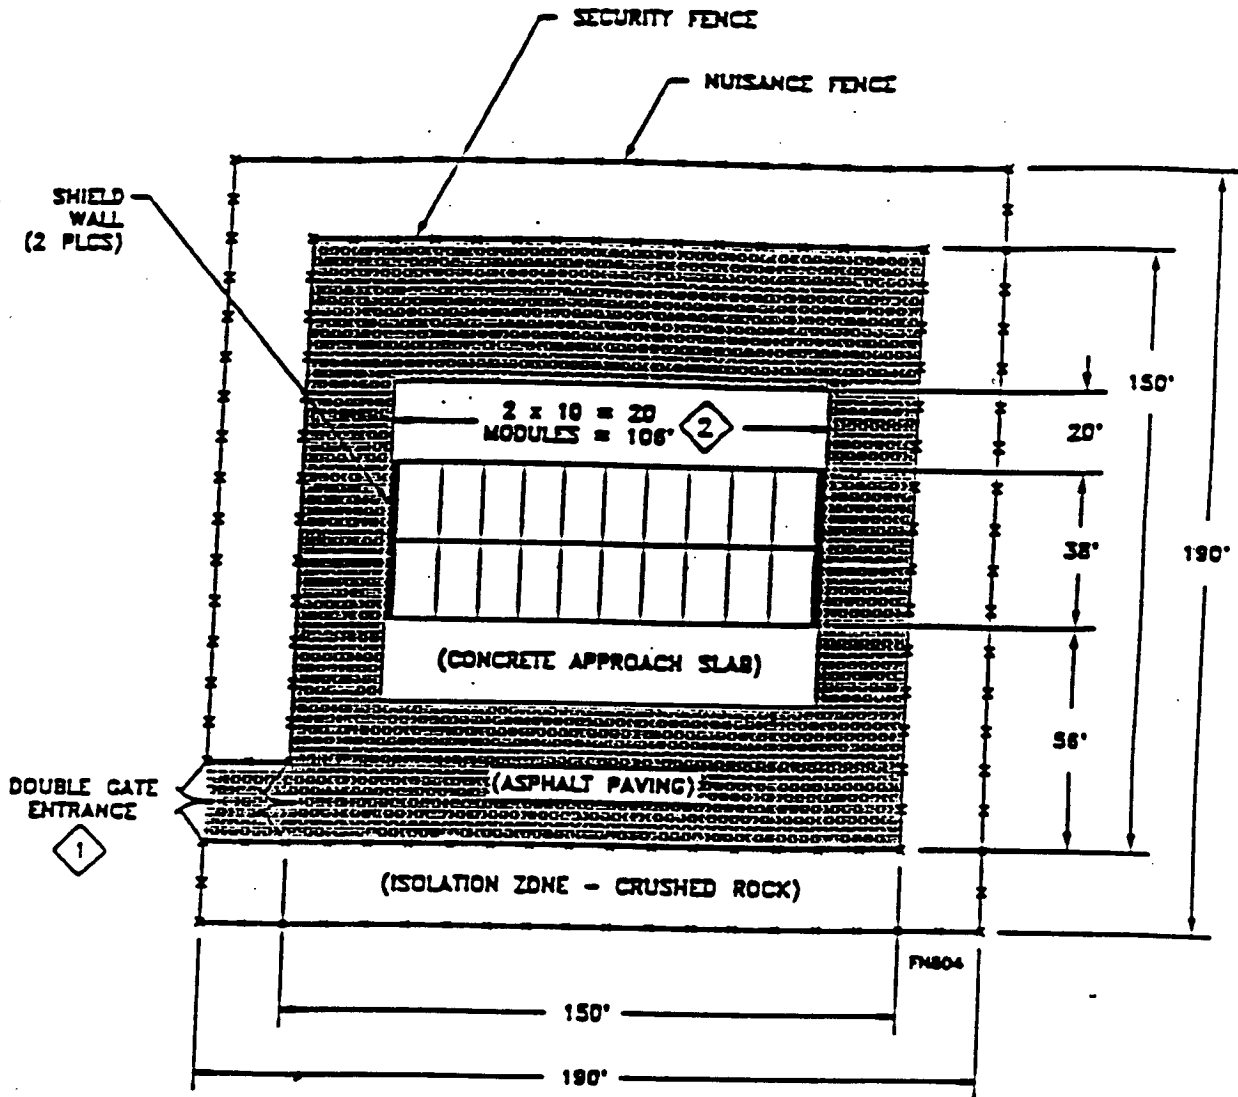 SECURITY FENCE
NUISANCE FENCE
SHIELD
WALL
(2 PLCS)
2 x 10 = 20
MODULES = 106'
2
150'
20'
38'
190'
(CONCRETE APPROACH SLAB)
56'
DOUBLE GATE
ENTRANCE
1
(ASPHALT PAVING)
(ISOLATION ZONE - CRUSHED ROCK)
FN804
150'
190'